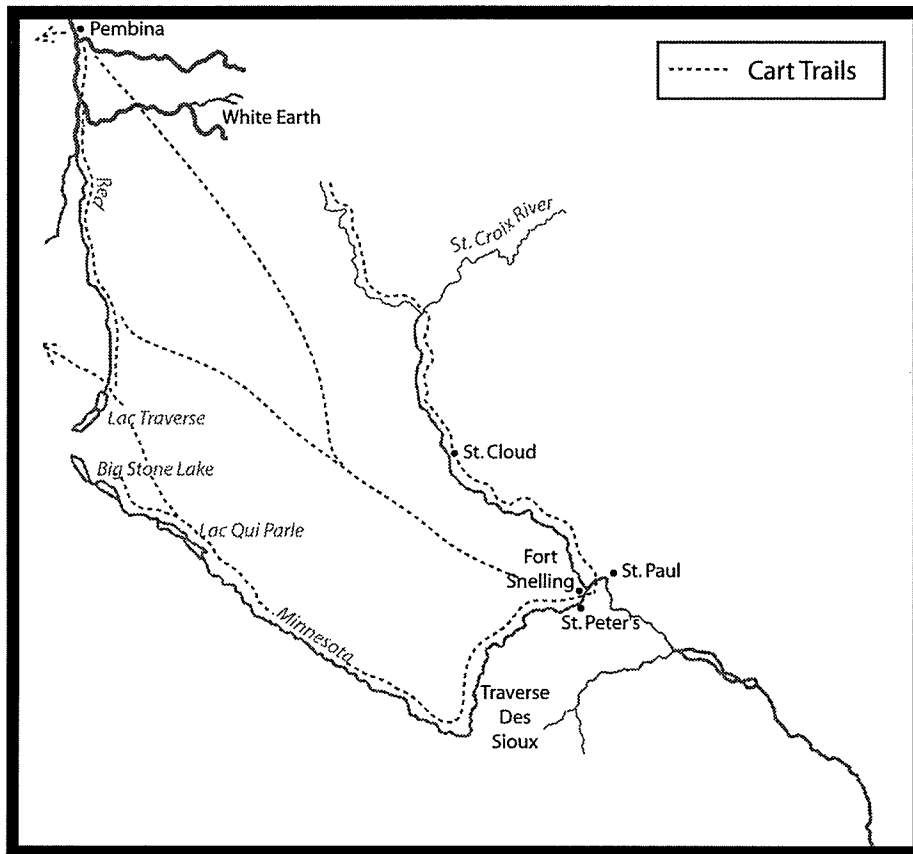 Pembina
Cart Trails
White Earth
Red
St. Croix River
Lac Traverse
St. Cloud
Big Stone Lake
Lac Qui Parle
Fort
Snelling
St. Paul
St. Peter's
Minnesota
Traverse
Des
Sioux